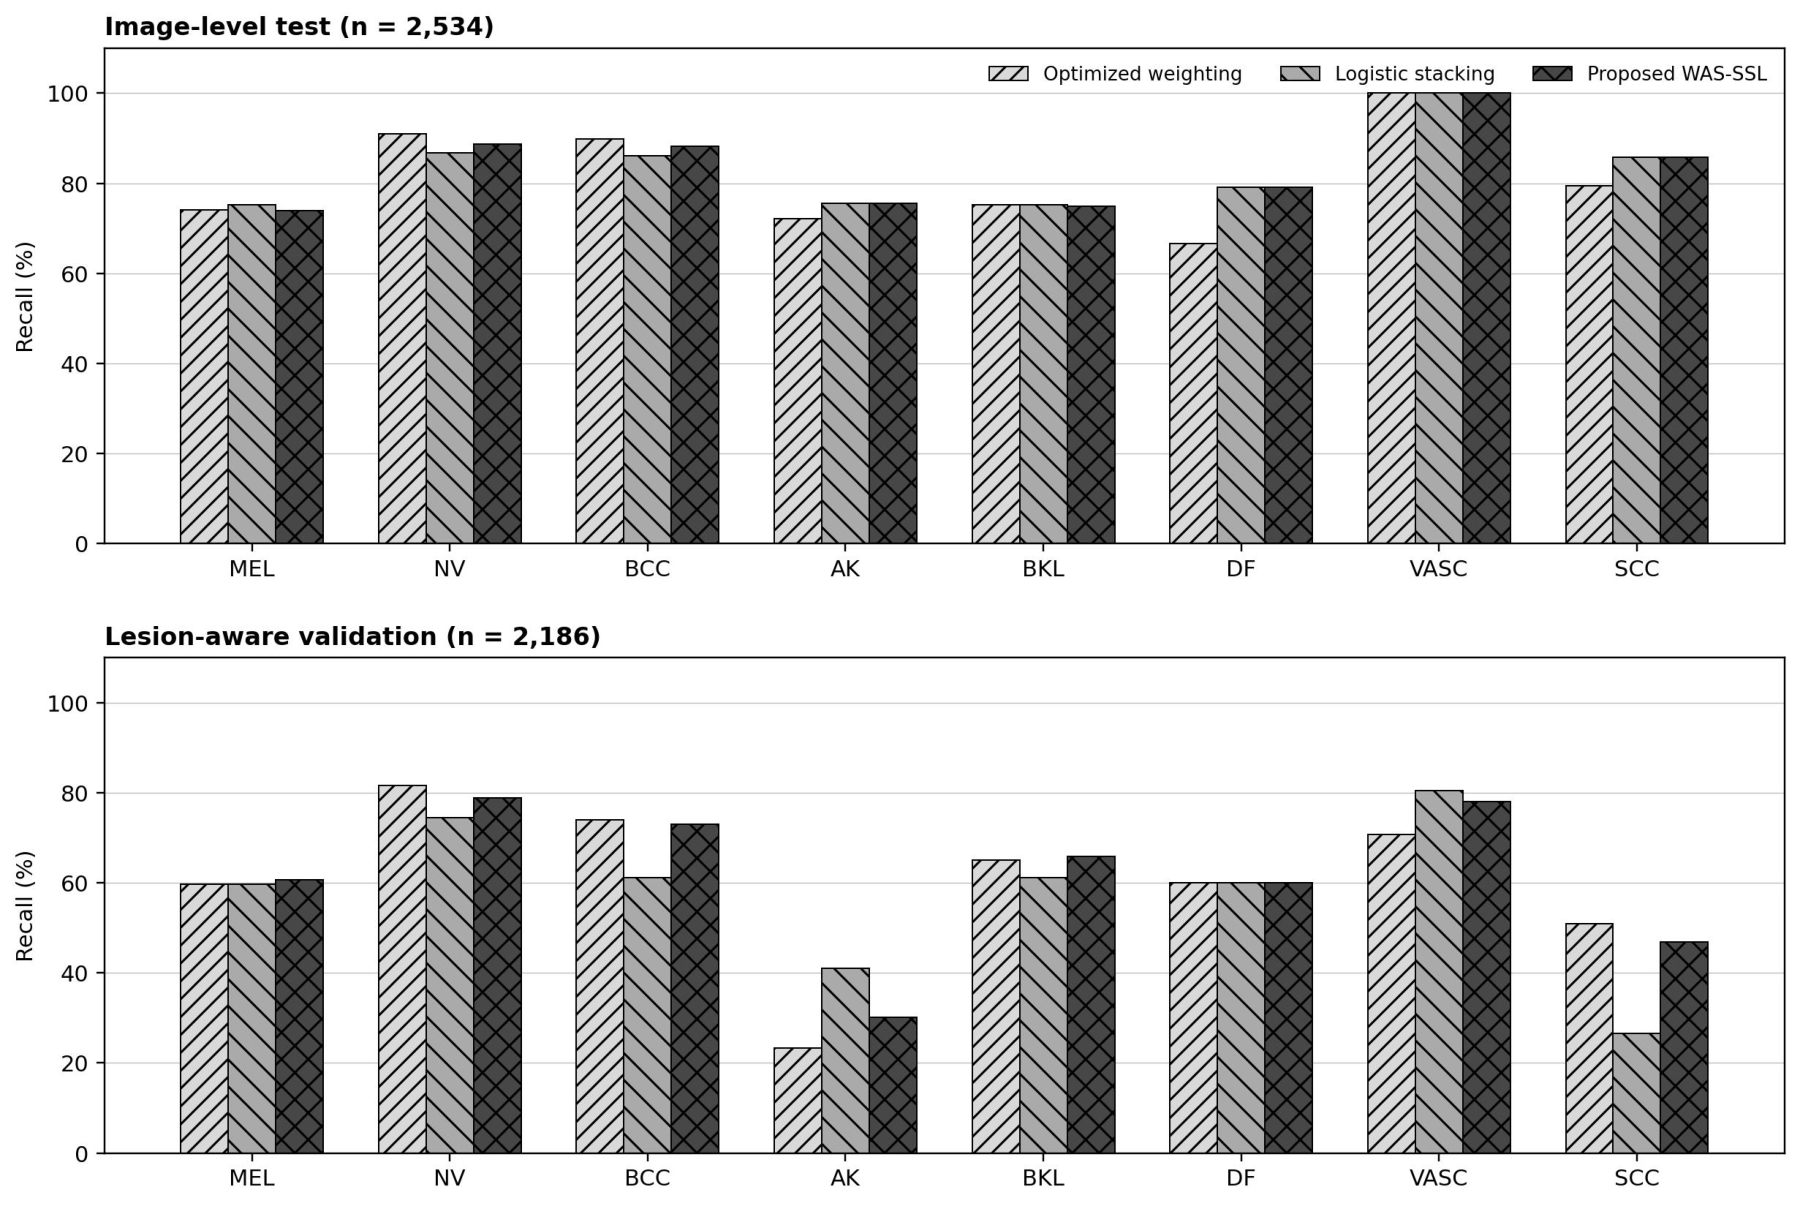 Image-level test (n = 2,534)
Optimized weighting Logistic stacking Proposed WAS-SSL
Recall (%)
100
80
60
40
20
0
MEL NV BCC AK BKL DF VASC SCC
Lesion-aware validation (n = 2,186)
Recall (%)
100
80
60
40
20
0
MEL NV BCC AK BKL DF VASC SCC